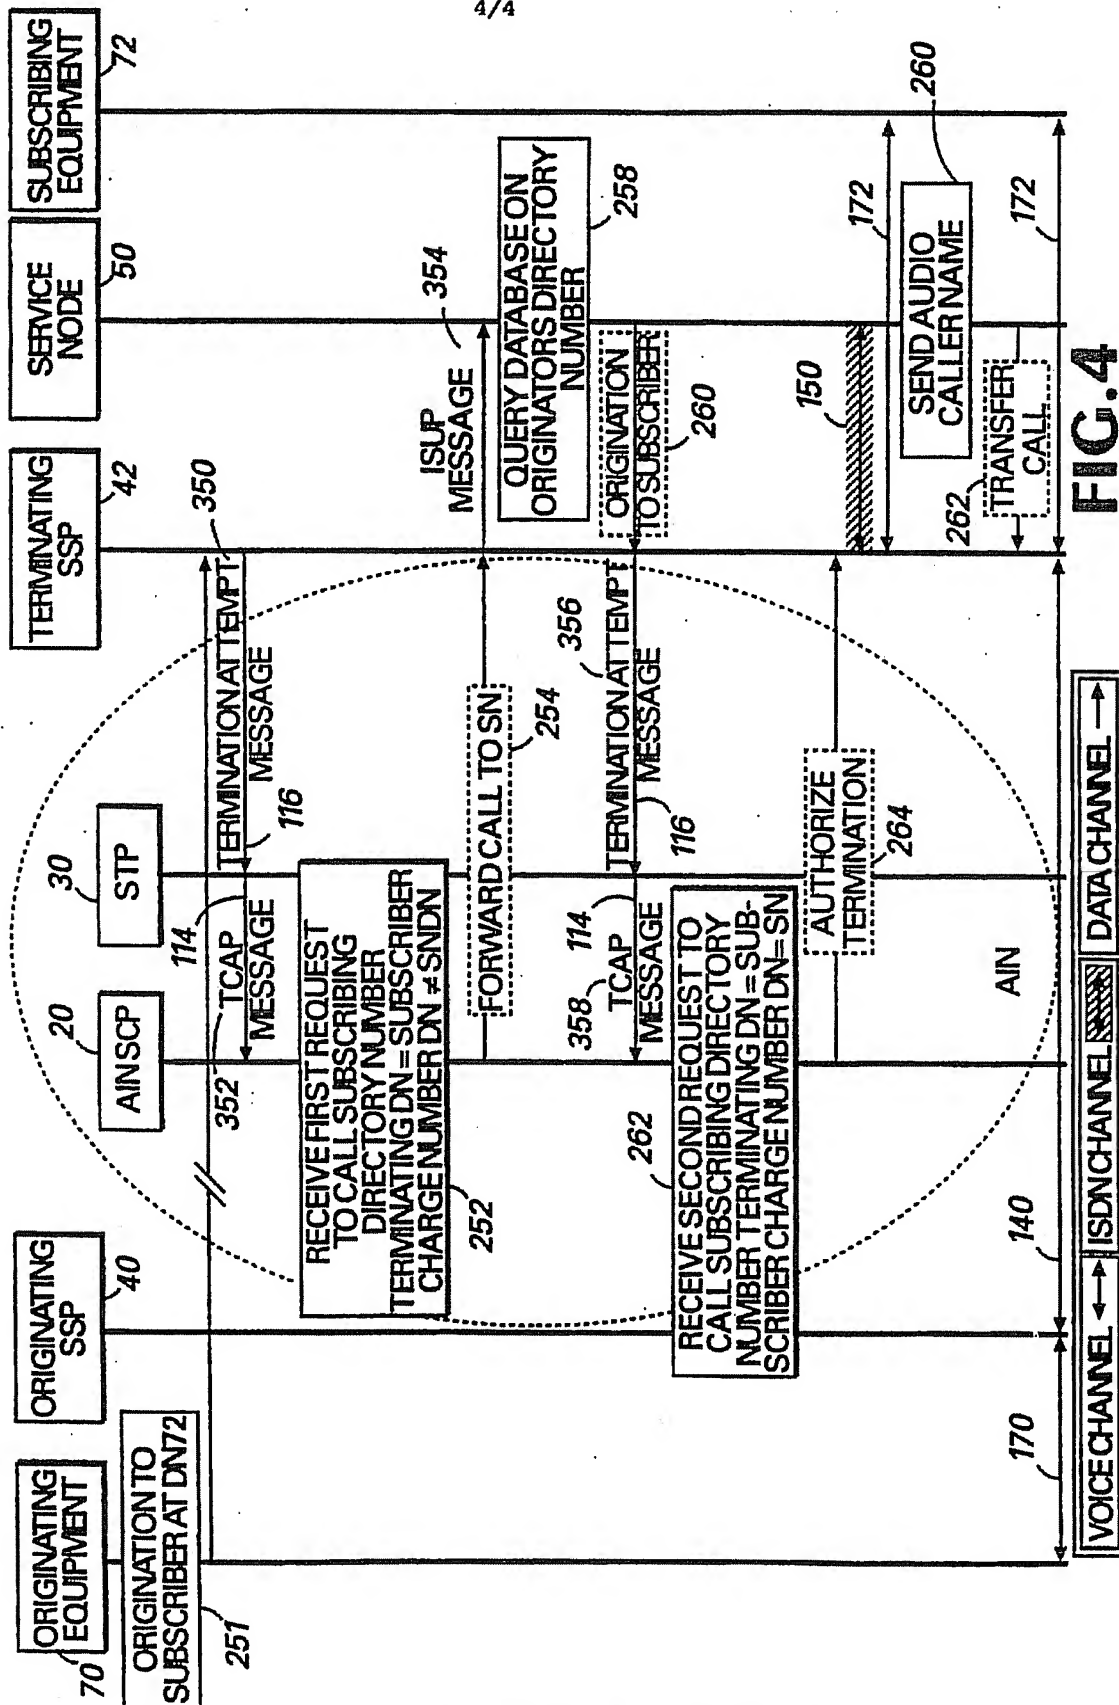 4/4
ORIGINATING
EQUIPMENT
70
ORIGINATING
SSP
40
AINSCP
20
STP
30
TERMINATING
SSP
42
SERVICE
NODE
50
SUBSCRIBING
EQUIPMENT
72
ORIGINATION TO
SUBSCRIBER AT DN72
251
TERMINATION ATTEMPT
MESSAGE
350
116
114
TCAP
MESSAGE
352
RECEIVE FIRST REQUEST
TO CALL SUBSCRIBING
DIRECTORY NUMBER
TERMINATING DN = SUBSCRIBER
CHARGE NUMBER DN ≠ SNDN
252
FORWARD CALL TO SN
254
ISUP
MESSAGE
354
QUERY DATABASE ON
ORIGINATORS DIRECTORY
NUMBER
258
ORIGINATION
TO SUBSCRIBER
260
TERMINATION ATTEMPT
MESSAGE
356
116
114
TCAP
MESSAGE
358
RECEIVE SECOND REQUEST TO
CALL SUBSCRIBING DIRECTORY
NUMBER TERMINATING DN = SUB-
SCRIBER CHARGE NUMBER DN= SN
262
AUTHORIZE
TERMINATION
264
150
172
SEND AUDIO
CALLER NAME
260
TRANSFER
CALL
262
AIN
170
140
172
VOICE CHANNEL
ISDN CHANNEL
DATA CHANNEL
FIG.4